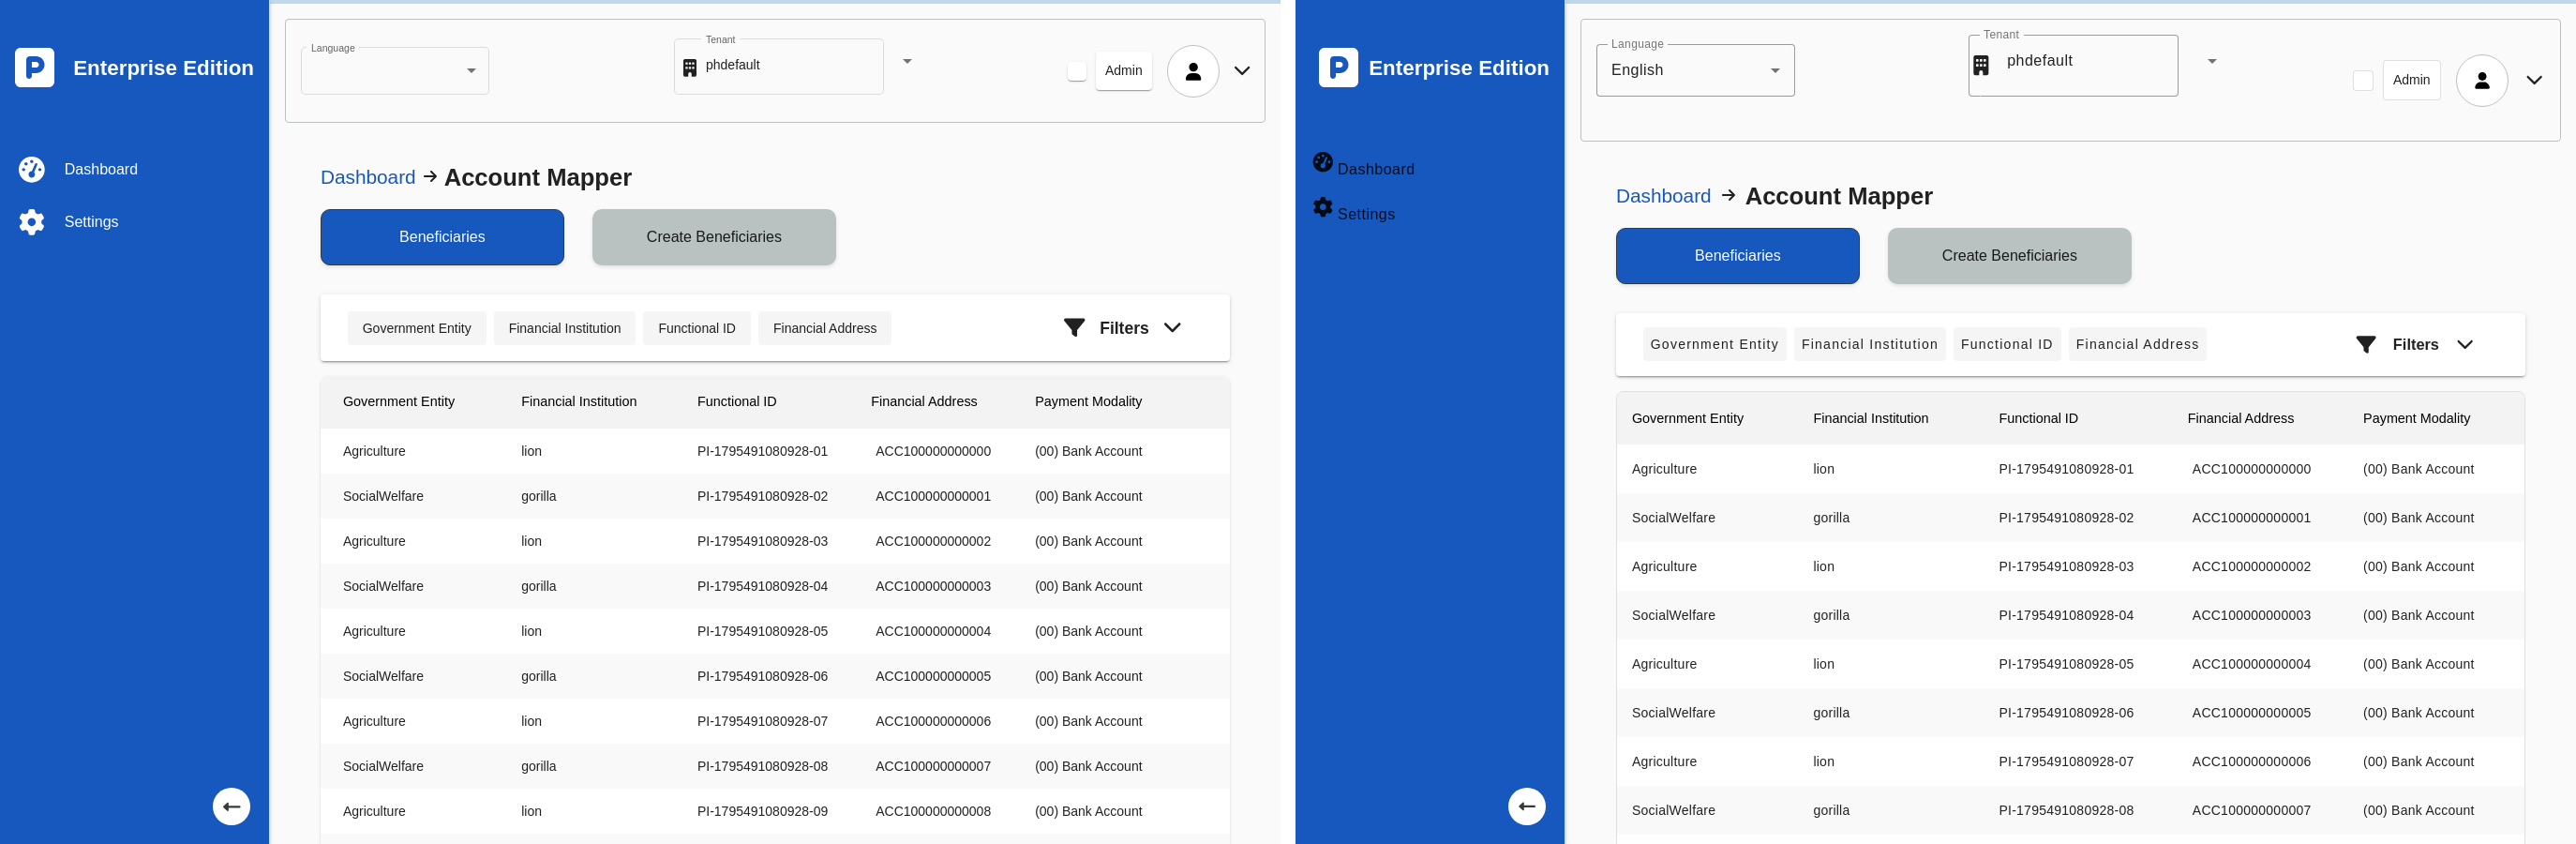 Enterprise Edition
Dashboard
Settings
Language
Tenant
phdefault
Admin
Dashboard → Account Mapper
Beneficiaries Create Beneficiaries
Government Entity Financial Institution Functional ID Financial Address Filters
Government Entity Financial Institution Functional ID Financial Address Payment Modality
Agriculture lion PI-1795491080928-01 ACC100000000000 (00) Bank Account
SocialWelfare gorilla PI-1795491080928-02 ACC100000000001 (00) Bank Account
Agriculture lion PI-1795491080928-03 ACC100000000002 (00) Bank Account
SocialWelfare gorilla PI-1795491080928-04 ACC100000000003 (00) Bank Account
Agriculture lion PI-1795491080928-05 ACC100000000004 (00) Bank Account
SocialWelfare gorilla PI-1795491080928-06 ACC100000000005 (00) Bank Account
Agriculture lion PI-1795491080928-07 ACC100000000006 (00) Bank Account
SocialWelfare gorilla PI-1795491080928-08 ACC100000000007 (00) Bank Account
Agriculture lion PI-1795491080928-09 ACC100000000008 (00) Bank Account
Enterprise Edition
Dashboard
Settings
Language
English
Tenant
phdefault
Admin
Dashboard → Account Mapper
Beneficiaries Create Beneficiaries
Government Entity Financial Institution Functional ID Financial Address Filters
Government Entity Financial Institution Functional ID Financial Address Payment Modality
Agriculture lion PI-1795491080928-01 ACC100000000000 (00) Bank Account
SocialWelfare gorilla PI-1795491080928-02 ACC100000000001 (00) Bank Account
Agriculture lion PI-1795491080928-03 ACC100000000002 (00) Bank Account
SocialWelfare gorilla PI-1795491080928-04 ACC100000000003 (00) Bank Account
Agriculture lion PI-1795491080928-05 ACC100000000004 (00) Bank Account
SocialWelfare gorilla PI-1795491080928-06 ACC100000000005 (00) Bank Account
Agriculture lion PI-1795491080928-07 ACC100000000006 (00) Bank Account
SocialWelfare gorilla PI-1795491080928-08 ACC100000000007 (00) Bank Account